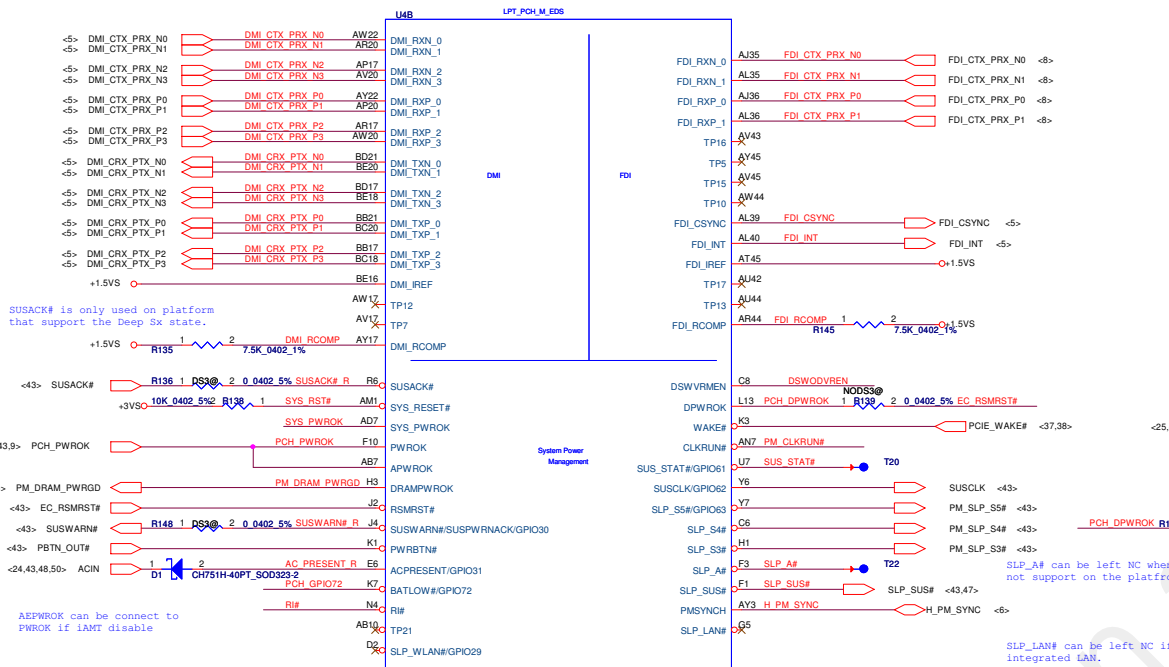 U4B LPT_PCH_M_EDS
<5> DMI_CTX_PRX_N0 DMI_CTX_PRX_N0 AW22 DMI_RXN_0
<5> DMI_CTX_PRX_N1 DMI_CTX_PRX_N1 AR20 DMI_RXN_1
<5> DMI_CTX_PRX_N2 DMI_CTX_PRX_N2 AP17 DMI_RXN_2
<5> DMI_CTX_PRX_N3 DMI_CTX_PRX_N3 AV20 DMI_RXN_3
<5> DMI_CTX_PRX_P0 DMI_CTX_PRX_P0 AY22 DMI_RXP_0
<5> DMI_CTX_PRX_P1 DMI_CTX_PRX_P1 AP20 DMI_RXP_1
<5> DMI_CTX_PRX_P2 DMI_CTX_PRX_P2 AR17 DMI_RXP_2
<5> DMI_CTX_PRX_P3 DMI_CTX_PRX_P3 AW20 DMI_RXP_3
<5> DMI_CRX_PTX_N0 DMI_CRX_PTX_N0 BD21 DMI_TXN_0
<5> DMI_CRX_PTX_N1 DMI_CRX_PTX_N1 BE20 DMI_TXN_1
<5> DMI_CRX_PTX_N2 DMI_CRX_PTX_N2 BD17 DMI_TXN_2
<5> DMI_CRX_PTX_N3 DMI_CRX_PTX_N3 BE18 DMI_TXN_3
<5> DMI_CRX_PTX_P0 DMI_CRX_PTX_P0 BB21 DMI_TXP_0
<5> DMI_CRX_PTX_P1 DMI_CRX_PTX_P1 BC20 DMI_TXP_1
<5> DMI_CRX_PTX_P2 DMI_CRX_PTX_P2 BB17 DMI_TXP_2
<5> DMI_CRX_PTX_P3 DMI_CRX_PTX_P3 BC18 DMI_TXP_3
+1.5VS BE16 DMI_IREF
AW17 TP12
SUSACK# is only used on platform
that support the Deep Sx state.
AV17 TP7
+1.5VS R135 1 2 7.5K_0402_1% DMI_RCOMP AY17 DMI_RCOMP
DMI
FDI
FDI_RXN_0 AJ35 FDI_CTX_PRX_N0 FDI_CTX_PRX_N0 <8>
FDI_RXN_1 AL35 FDI_CTX_PRX_N1 FDI_CTX_PRX_N1 <8>
FDI_RXP_0 AJ36 FDI_CTX_PRX_P0 FDI_CTX_PRX_P0 <8>
FDI_RXP_1 AL36 FDI_CTX_PRX_P1 FDI_CTX_PRX_P1 <8>
TP16 AV43
TP5 AY45
TP15 AV45
TP10 AW44
FDI_CSYNC AL39 FDI_CSYNC FDI_CSYNC <5>
FDI_INT AL40 FDI_INT FDI_INT <5>
FDI_IREF AT45 +1.5VS
TP17 AU42
TP13 AU44
FDI_RCOMP AR44 FDI_RCOMP R145 1 2 7.5K_0402_1% +1.5VS
<43> SUSACK# R136 1 DS3@ 2 0_0402_5% SUSACK#_R R6 SUSACK#
+3VS 10K_0402_5% 2 R138 1 SYS_RST# AM1 SYS_RESET#
SYS_PWROK AD7 SYS_PWROK
43,9> PCH_PWROK PCH_PWROK F10 PWROK
AB7 APWROK
> PM_DRAM_PWRGD PM_DRAM_PWRGD H3 DRAMPWROK
<43> EC_RSMRST# J2 RSMRST#
<43> SUSWARN# R148 1 DS3@ 2 0_0402_5% SUSWARN#_R J4 SUSWARN#/SUSPWRNACK/GPIO30
<43> PBTN_OUT# K1 PWRBTN#
<24,43,48,50> ACIN 1 D1 2 CH751H-40PT_SOD323-2 AC_PRESENT_R E6 ACPRESENT/GPIO31
PCH_GPIO72 K7 BATLOW#/GPIO72
RI# N4 RI#
AEPWROK can be connect to
PWROK if iAMT disable
AB10 TP21
D2 SLP_WLAN#/GPIO29
System Power
Management
DSWVRMEN C8 DSWODVREN
DPWROK L13 PCH_DPWROK NODS3@ 1 R139 2 0_0402_5% EC_RSMRST#
WAKE# K3 PCIE_WAKE# <37,38> <25,
CLKRUN# AN7 PM_CLKRUN#
SUS_STAT#/GPIO61 U7 SUS_STAT# T20
SUSCLK/GPIO62 Y6 SUSCLK <43>
SLP_S5#/GPIO63 Y7 PM_SLP_S5# <43>
SLP_S4# C6 PM_SLP_S4# <43>
PCH_DPWROK R1
SLP_S3# H1 PM_SLP_S3# <43>
SLP_A# F3 SLP_A# T22
SLP_A# can be left NC when
not support on the platfro
SLP_SUS# F1 SLP_SUS# SLP_SUS# <43,47>
PMSYNCH AY3 H_PM_SYNC H_PM_SYNC <6>
SLP_LAN# G5
SLP_LAN# can be left NC if
integrated LAN.